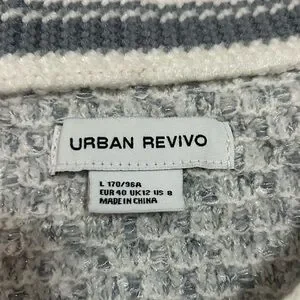 URBAN REVIVO
L 170/96A
EUR 40 UK12 US 8
MADE IN CHINA